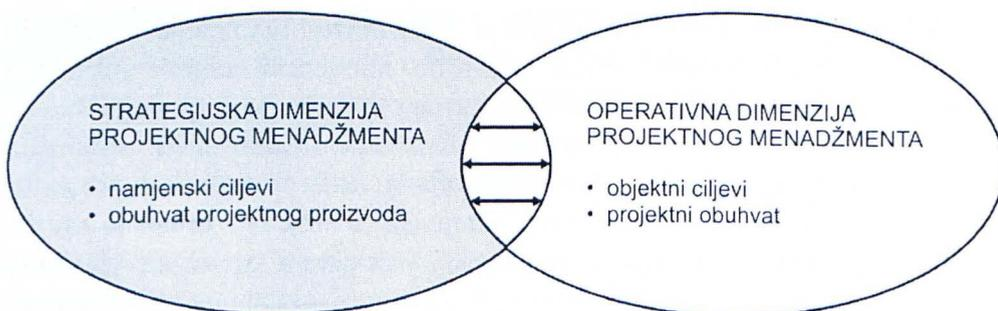 STRATEGIJSKA DIMENZIJA
PROJEKTNOG MENADŽMENTA
• namjenski ciljevi
• obuhvat projektnog proizvoda
OPERATIVNA DIMENZIJA
PROJEKTNOG MENADŽMENTA
• objektni ciljevi
• projektni obuhvat